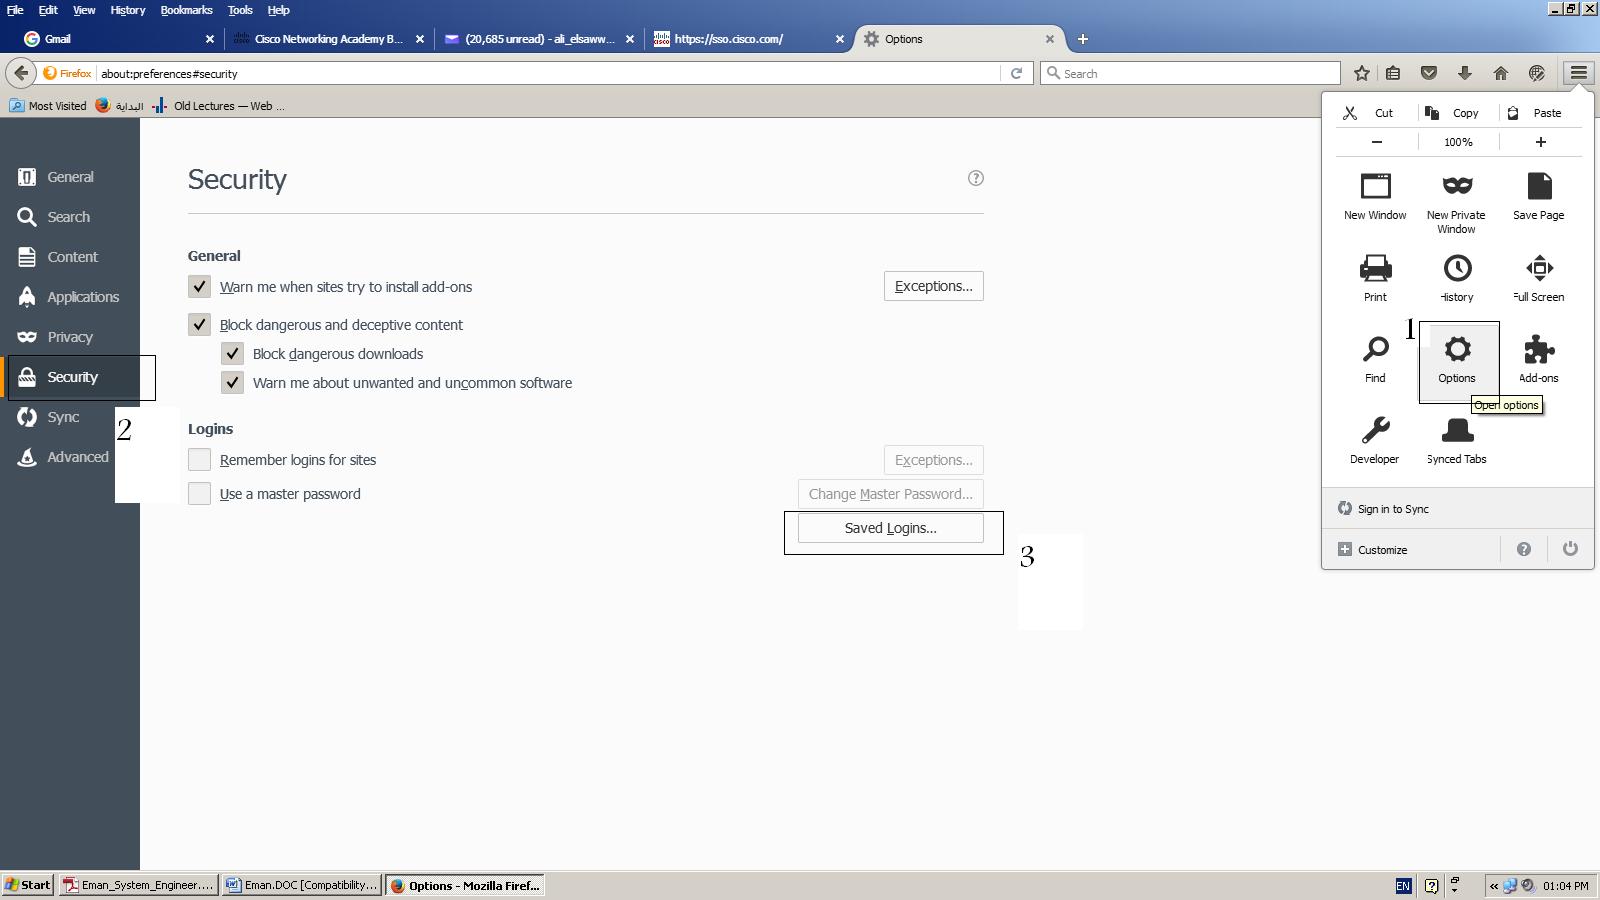 File Edit View History Bookmarks Tools Help
Gmail
Cisco Networking Academy B...
(20,685 unread) - ali_elsaww...
https://sso.cisco.com/
Options
Firefox
about:preferences#security
Search
Most Visited
البداية
Old Lectures — Web ...
General
Search
Content
Applications
Privacy
Security
Sync
Advanced
2
Security
General
Warn me when sites try to install add-ons
Exceptions...
Block dangerous and deceptive content
Block dangerous downloads
Warn me about unwanted and uncommon software
Logins
Remember logins for sites
Exceptions...
Use a master password
Change Master Password...
Saved Logins...
3
Cut Copy Paste
100%
New Window
New Private Window
Save Page
Print
History
Full Screen
1
Find
Options
Add-ons
Open options
Developer
Synced Tabs
Sign in to Sync
Customize
Start
Eman_System_Engineer....
Eman.DOC [Compatibility...
Options - Mozilla Firef...
EN
01:04 PM